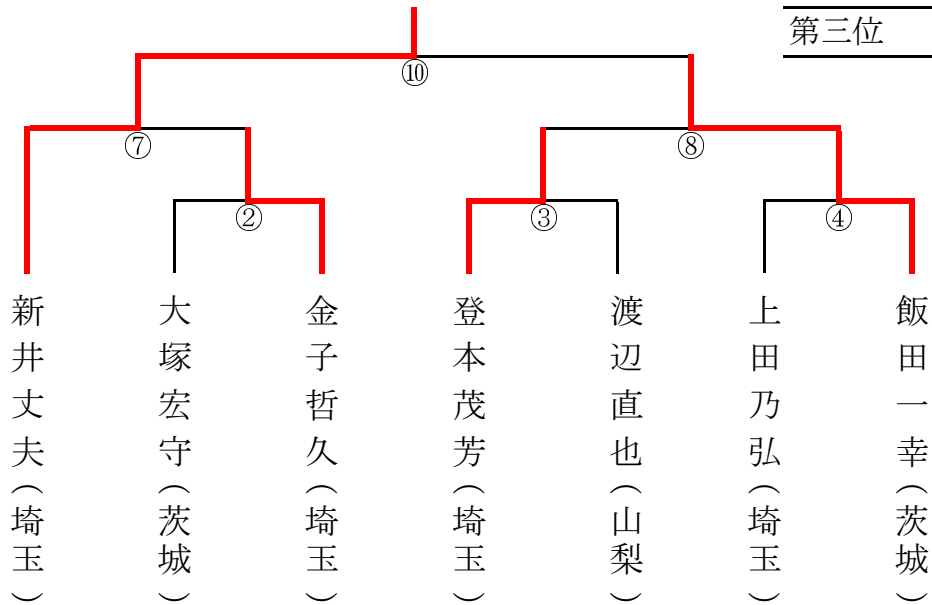 第三位
⑩
⑦
⑧
②
③
④
新井丈夫(埼玉)
大塚宏守(茨城)
金子哲久(埼玉)
登本茂芳(埼玉)
渡辺直也(山梨)
上田乃弘(埼玉)
飯田一幸(茨城)